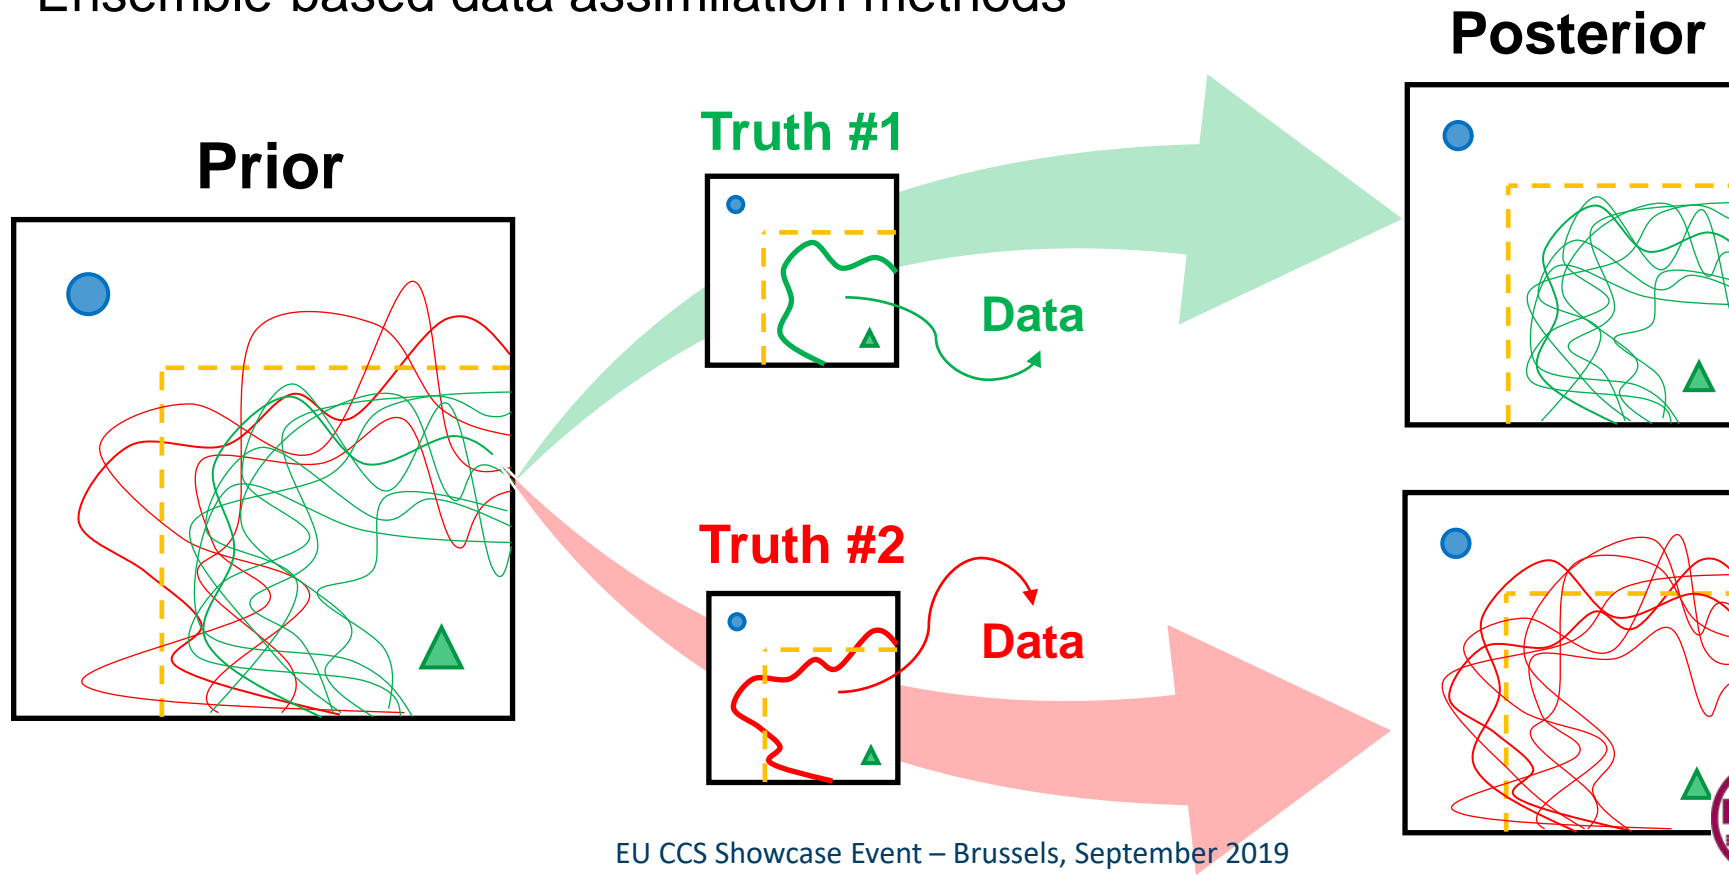 Ensemble-based data assimilation methods
Posterior
Truth #1
Prior
Data
Truth #2
Data
EU CCS Showcase Event – Brussels, September 2019